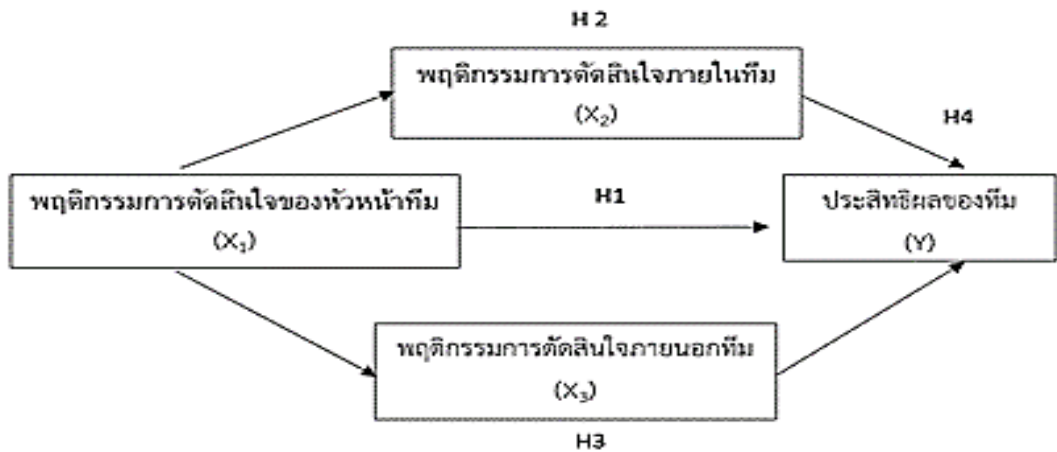 H 2
พฤติกรรมการตัดสินใจภายในทีม
(X₂)
H4
พฤติกรรมการตัดสินใจของหัวหน้าทีม
(X₁)
H1
ประสิทธิผลของทีม
(Y)
พฤติกรรมการตัดสินใจภายนอกทีม
(X₃)
H3